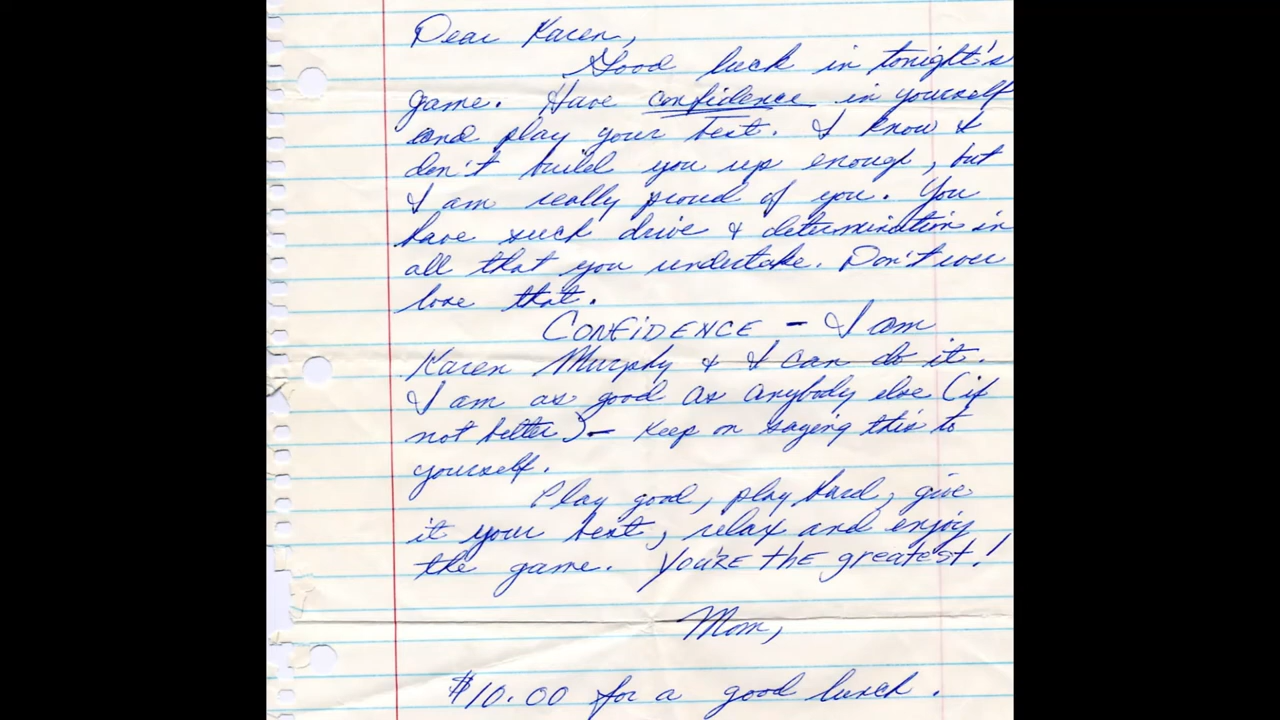 Dear Karen,
Good luck in tonight's
game. Have confidence in yourself
and play your best. I know I
don't build you up enough, but
I am really proud of you. You
have such drive & determination in
all that you undertake. Don't ever
lose that.
CONFIDENCE - I am
Karen Murphy & I can do it.
I am as good as anybody else (if
not better) - Keep on saying this to
yourself.
Play good, play hard, give
it your best, relax and enjoy
the game. You're the greatest!
Mom,
$10.00 for a good lunch.